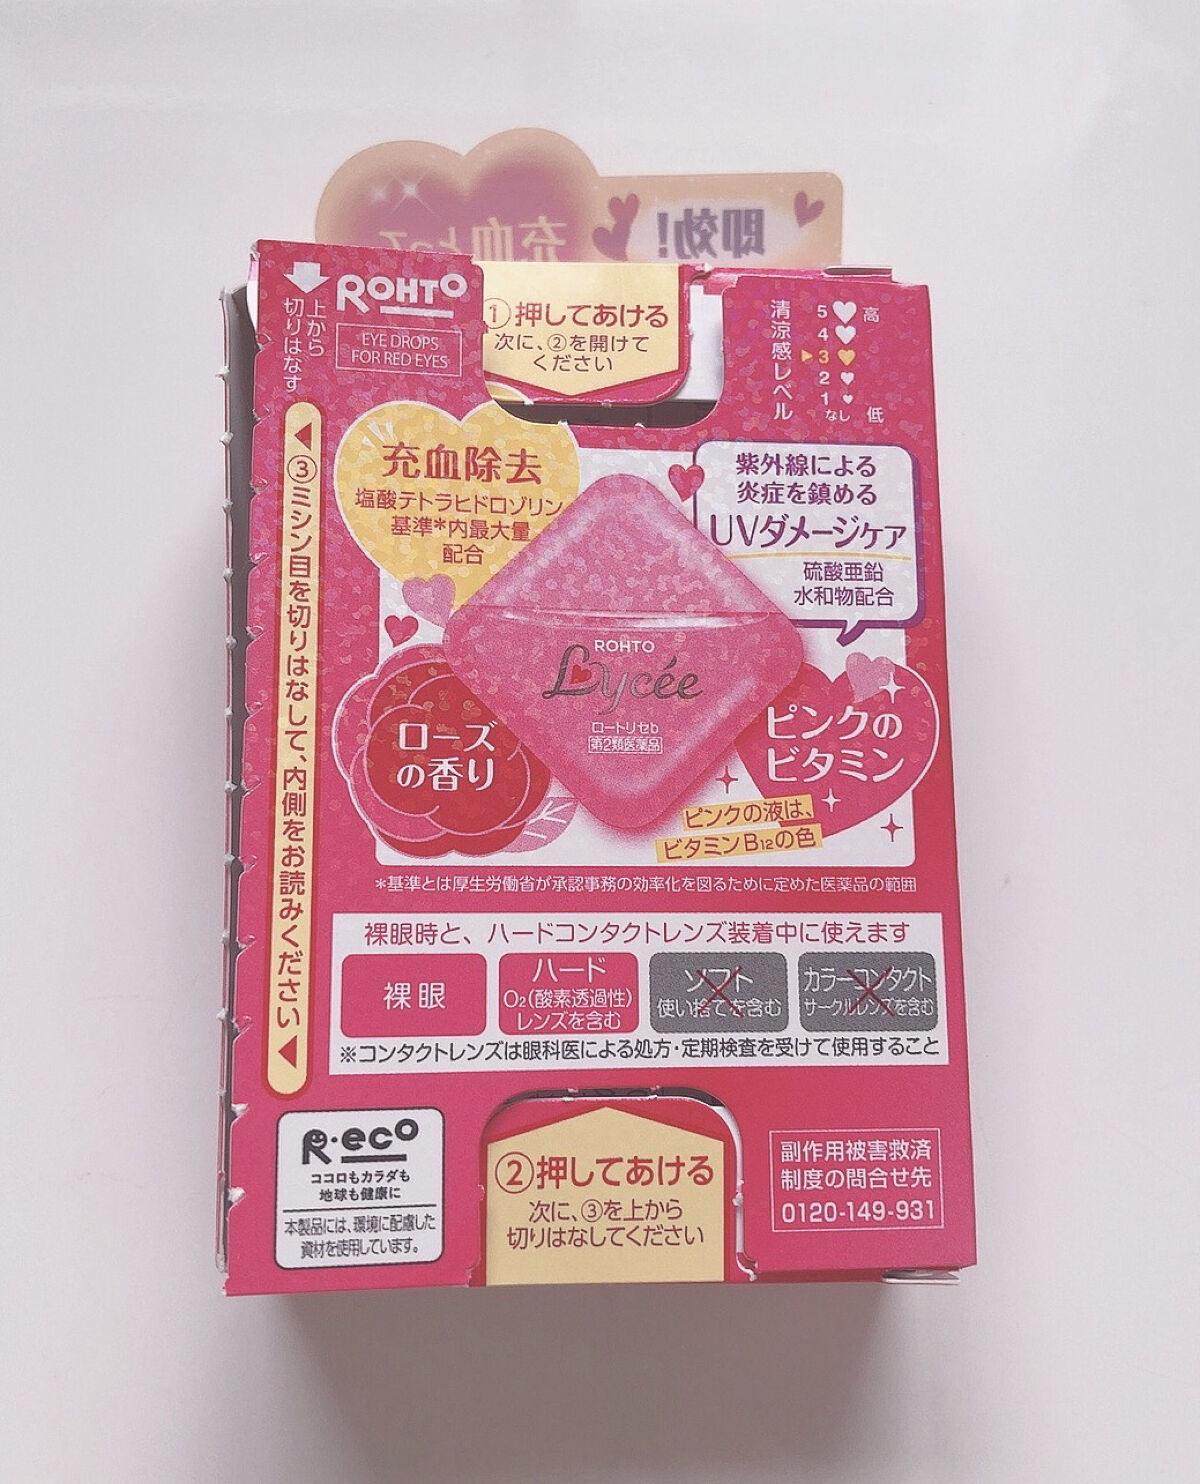 充血とって
即効!
上から
切りはなす
ROHTO
EYE DROPS
FOR RED EYES
①押してあける
次に、②を開けて
ください
清涼感レベル
5 高
4
3
2
1
なし 低
③ミシン目を切りはなして、内側をお読みください
充血除去
塩酸テトラヒドロゾリン
基準*内最大量
配合
紫外線による
炎症を鎮める
UVダメージケア
硫酸亜鉛
水和物配合
ROHTO
Lycée
ロートリセb
第2類医薬品
ローズ
の香り
ピンクの
ビタミン
ピンクの液は、
ビタミンB12の色
*基準とは厚生労働省が承認事務の効率化を図るために定めた医薬品の範囲
裸眼時と、ハードコンタクトレンズ装着中に使えます
裸眼
ハード
O2(酸素透過性)
レンズを含む
ソフト
使い捨てを含む
カラーコンタクト
サークルレンズを含む
※コンタクトレンズは眼科医による処方・定期検査を受けて使用すること
R·eco
ココロもカラダも
地球も健康に
本製品には、環境に配慮した
資材を使用しています。
②押してあける
次に、③を上から
切りはなしてください
副作用被害救済
制度の問合せ先
0120-149-931